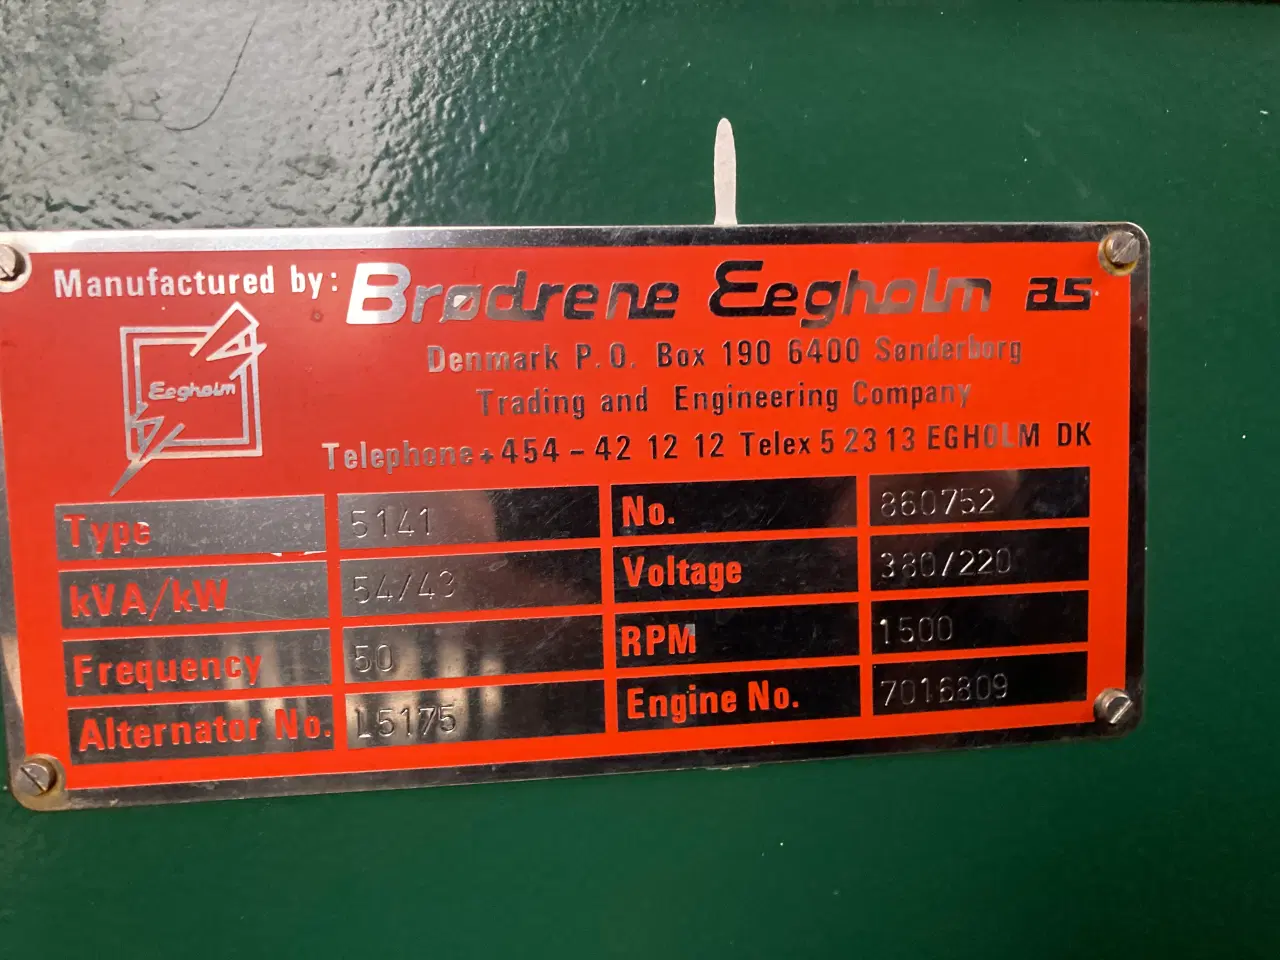 Manufactured by: Brødrene Eegholm as
Eegholm
Denmark P.O. Box 190 6400 Sønderborg
Trading and Engineering Company
Telephone + 454 - 42 12 12 Telex 5 23 13 EGHOLM DK
Type 5141 No. 860752
kVA/kW 54/43 Voltage 380/220
Frequency 50 RPM 1500
Alternator No. L5175 Engine No. 7016809